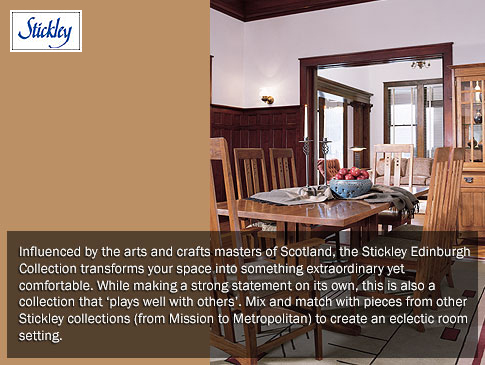 Stickley
Influenced by the arts and crafts masters of Scotland, the Stickley Edinburgh
Collection transforms your space into something extraordinary yet
comfortable. While making a strong statement on its own, this is also a
collection that ‘plays well with others’. Mix and match with pieces from other
Stickley collections (from Mission to Metropolitan) to create an eclectic room
setting.